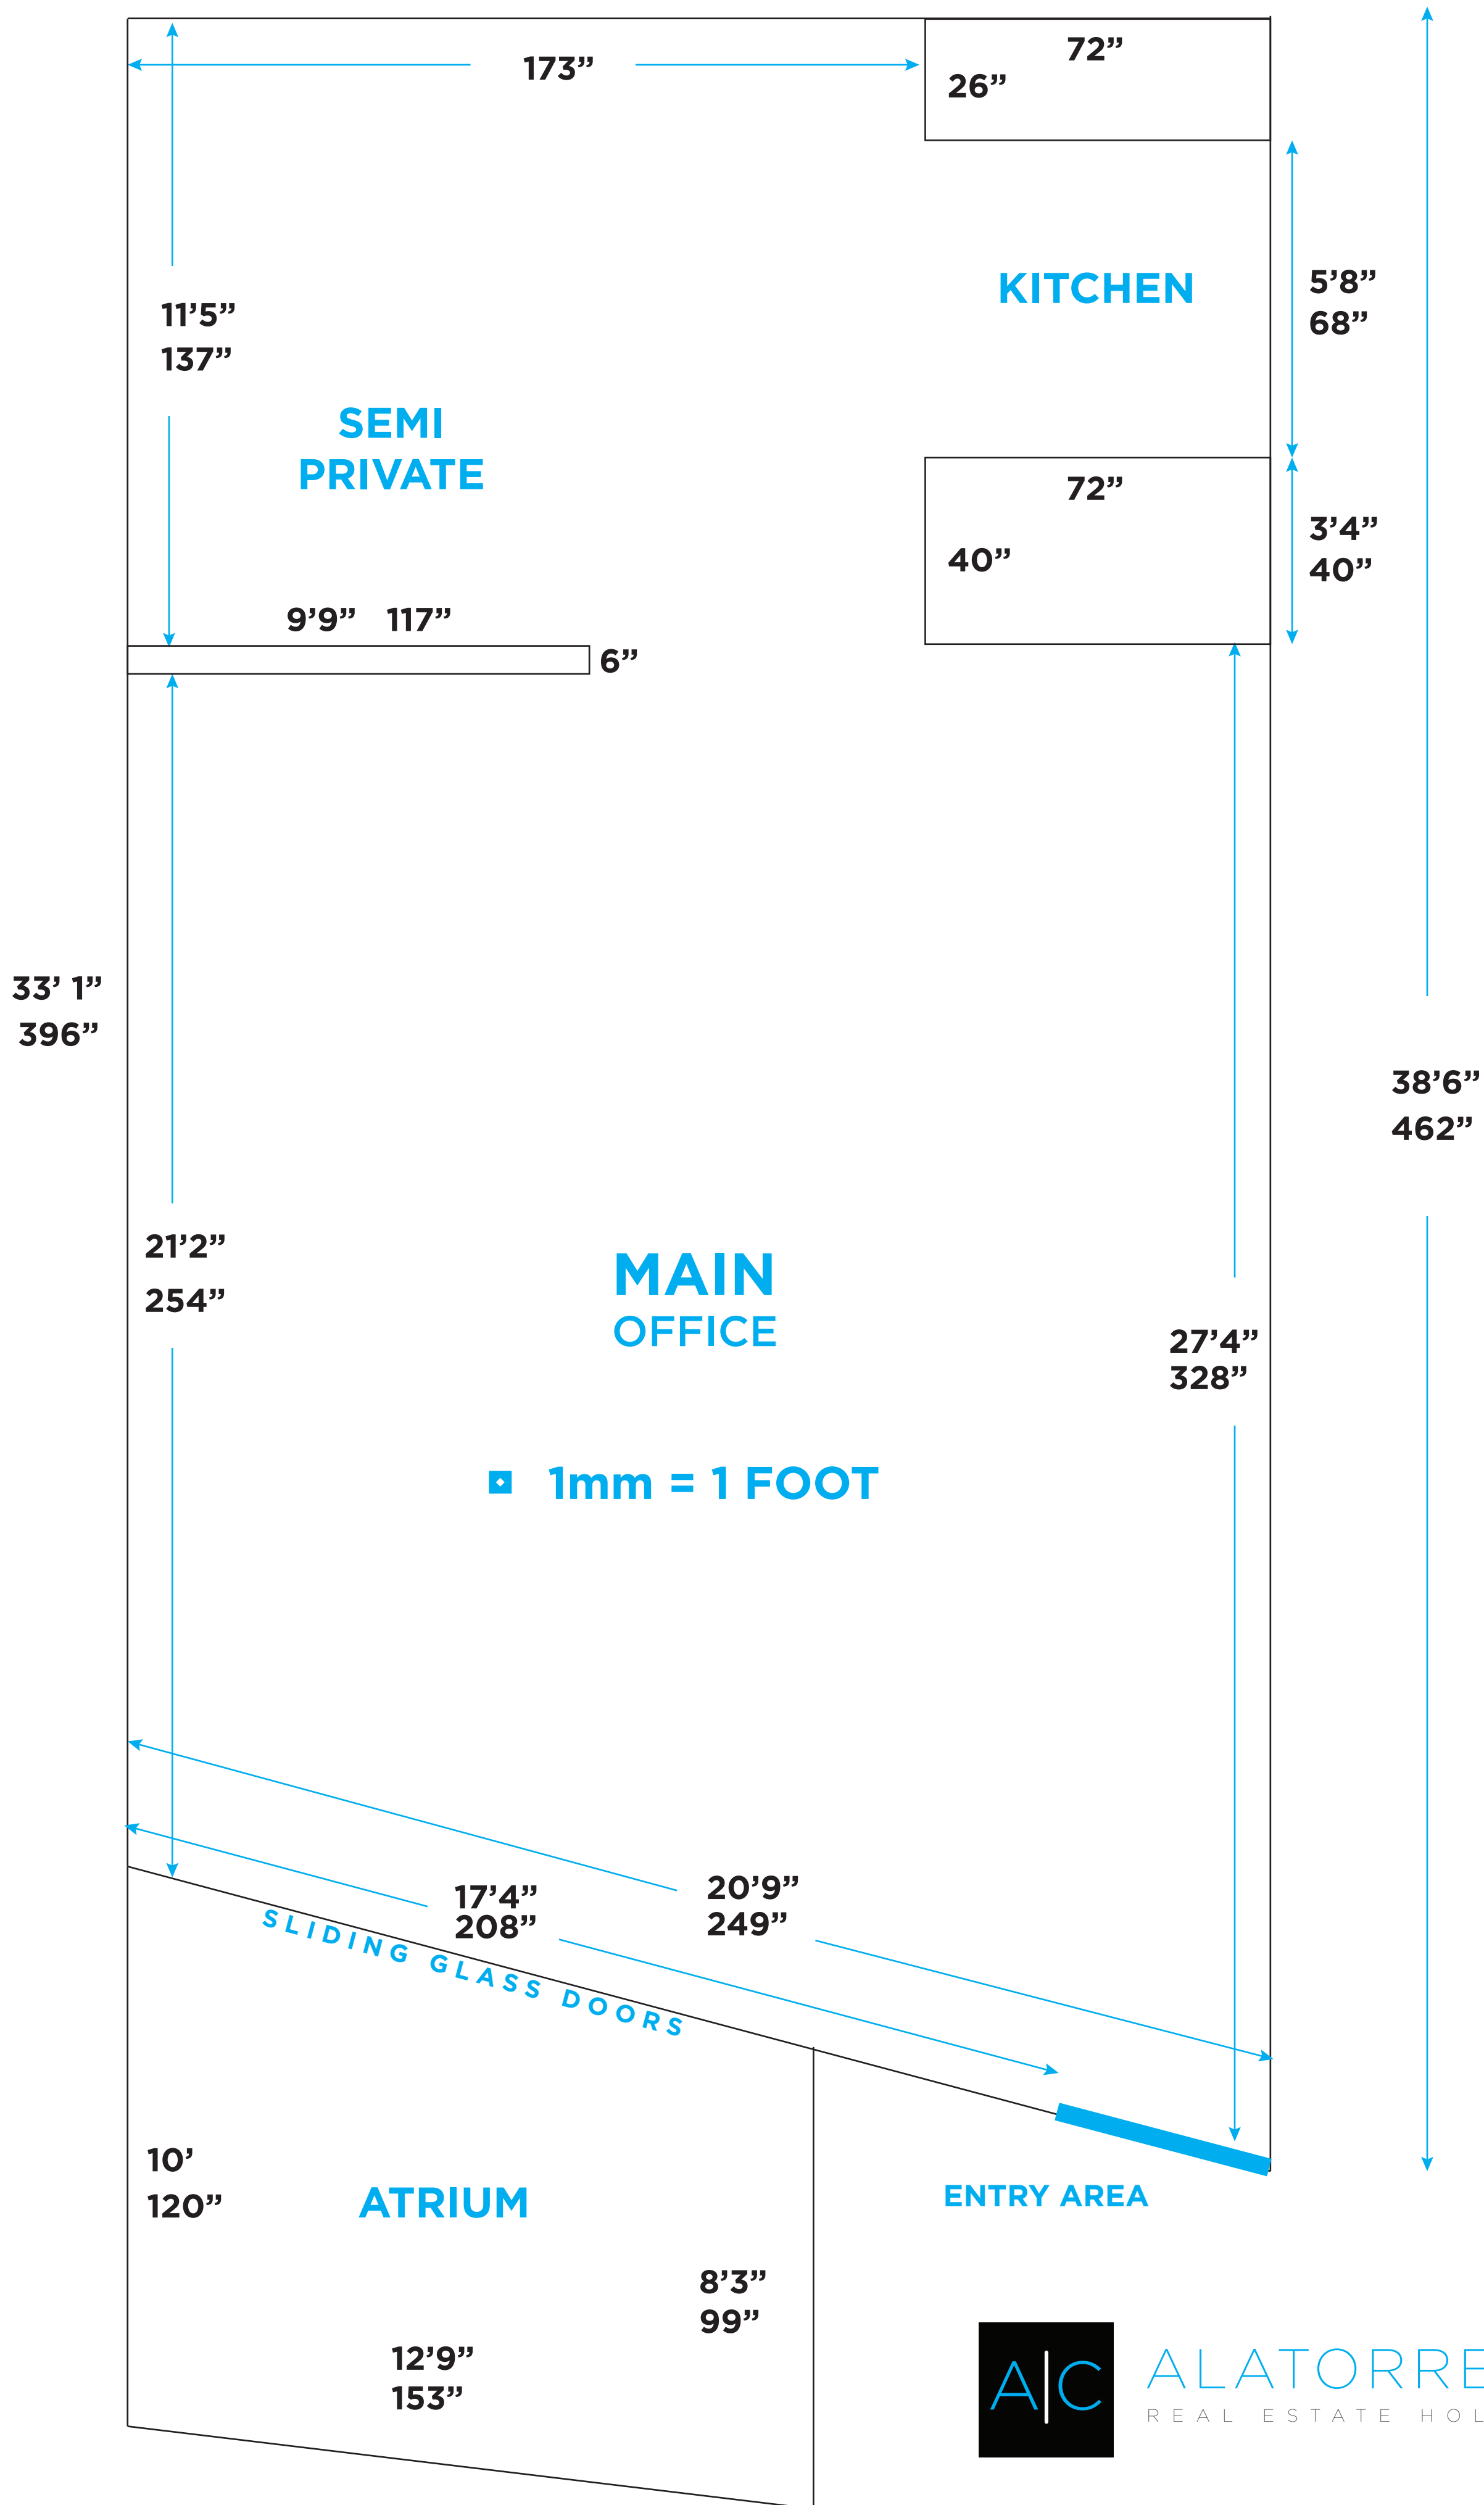 173”
72”
26”
KITCHEN
5’8”
68”
11’5”
137”
SEMI
PRIVATE
72”
40”
3’4”
40”
9’9” 117”
6”
33’ 1”
396”
38’6”
462”
21’2”
254”
MAIN
OFFICE
27’4”
328”
1mm = 1 FOOT
17’4“
208”
20’9”
249”
SLIDING GLASS DOORS
10’
120”
ATRIUM
ENTRY AREA
8’3”
99”
12’9”
153”
A|C
ALATORRE
REAL ESTATE HOL